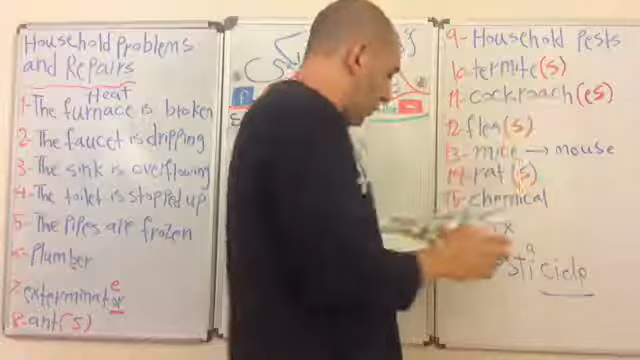 Household Problems
and Repairs
Heat
1- The furnace is broken
2- The faucet is dripping
3- The sink is overflowing
4- The toilet is stopped up
5- The Pipes are frozen
6- Plumber
e
7- exterminator
8- ant(s)
9- Household Pests
10- termite(s)
11- cockroach(es)
12- flea(s)
13- mice → mouse
14- rat(s)
15- chemical